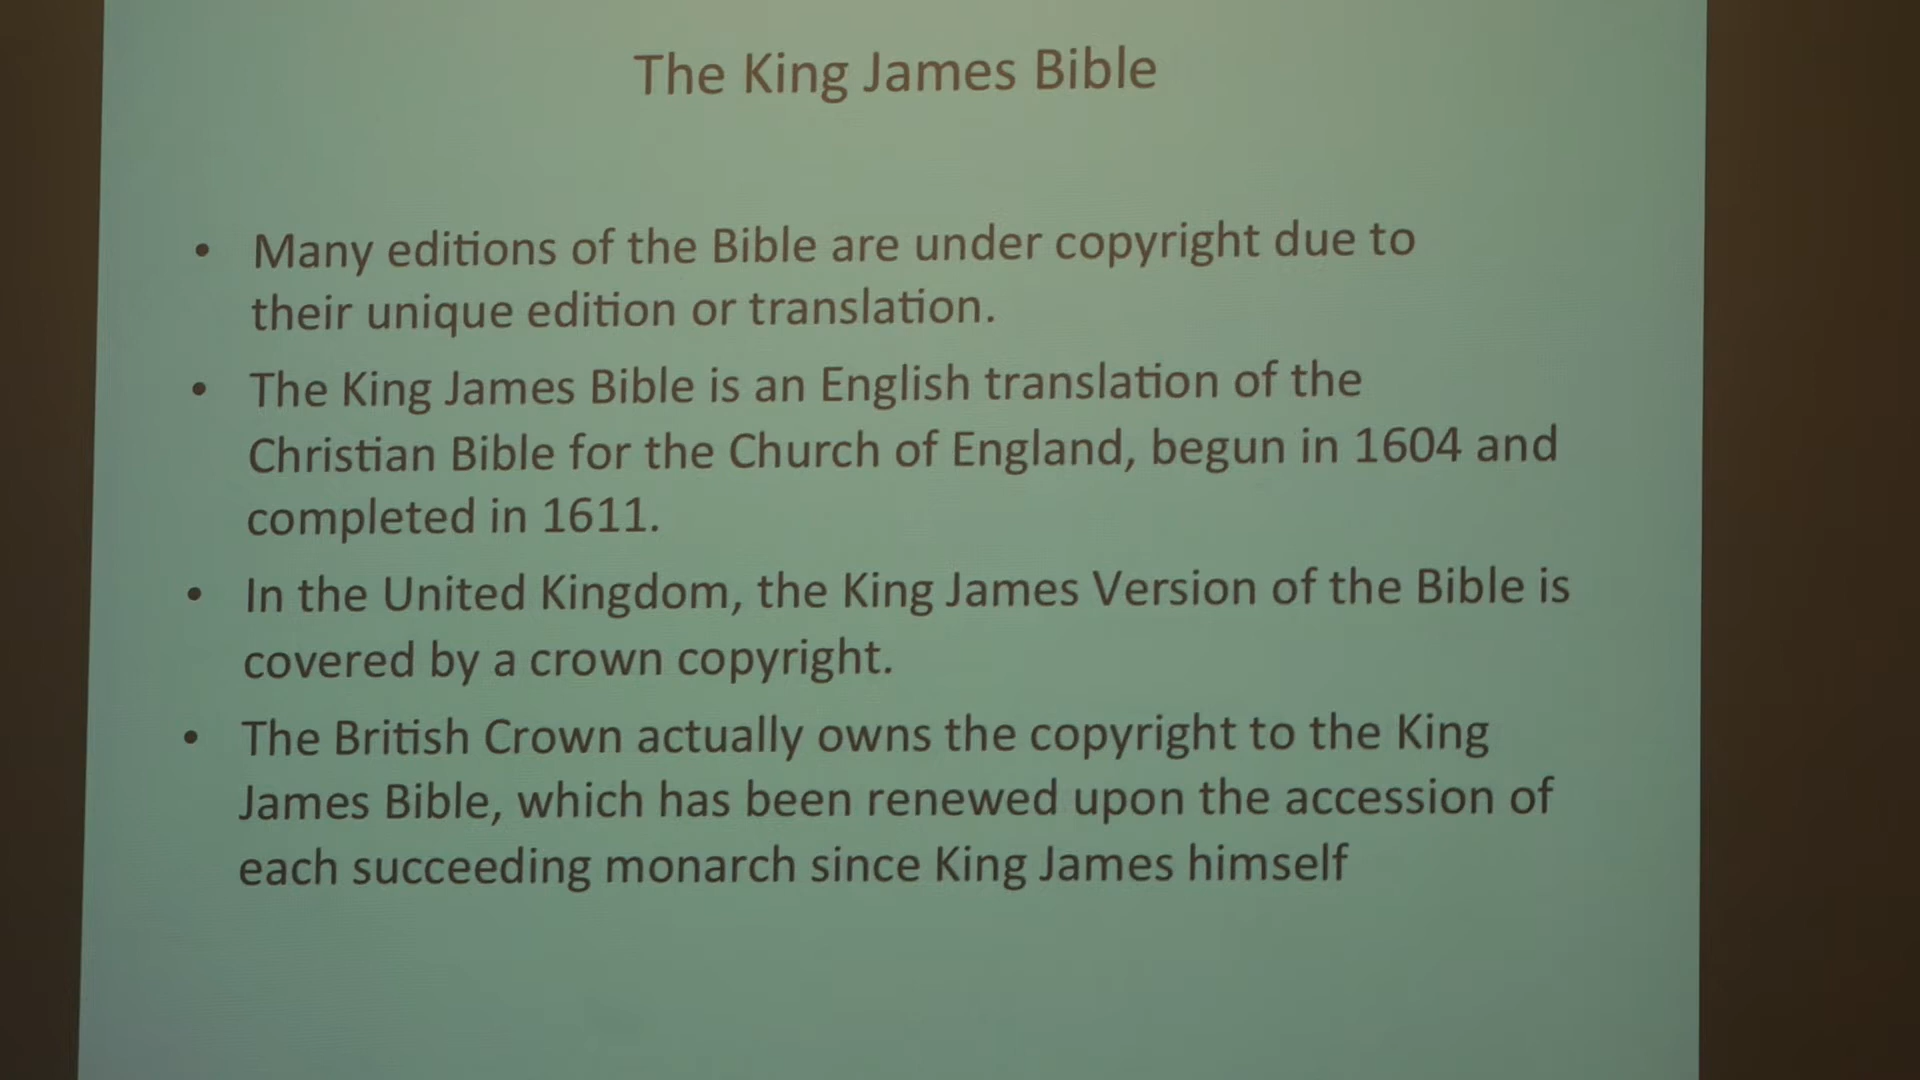 The King James Bible
• Many editions of the Bible are under copyright due to
their unique edition or translation.
• The King James Bible is an English translation of the
Christian Bible for the Church of England, begun in 1604 and
completed in 1611.
• In the United Kingdom, the King James Version of the Bible is
covered by a crown copyright.
• The British Crown actually owns the copyright to the King
James Bible, which has been renewed upon the accession of
each succeeding monarch since King James himself